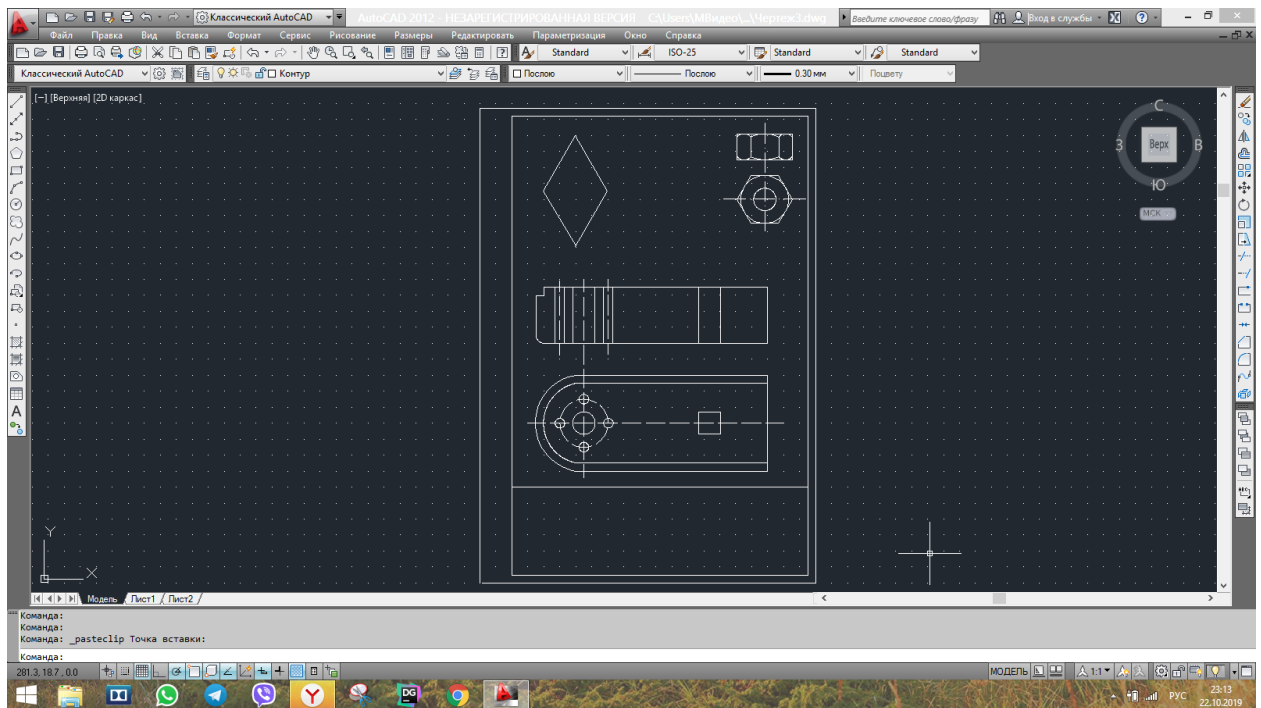 Классический AutoCAD
AutoCAD 2012 - НЕЗАРЕГИСТРИРОВАННАЯ ВЕРСИЯ
Чертеж3.dwg
Введите ключевое слово/фразу
Вход в службы
Файл Правка Вид Вставка Формат Сервис Рисование Размеры Редактировать Параметризация Окно Справка
Standard ISO-25 Standard Standard
Классический AutoCAD Контур Послою Послою 0.30 мм Поцвету
[−] [Верхняя] [2D каркас]
С
З Верх В
Ю
МСК
Y
X
Модель Лист1 Лист2
Команда:
Команда:
Команда: _pasteclip Точка вставки:
Команда:
281.3, 18.7 , 0.0 МОДЕЛЬ 1:1
DG
РУС 23:13
22.10.2019